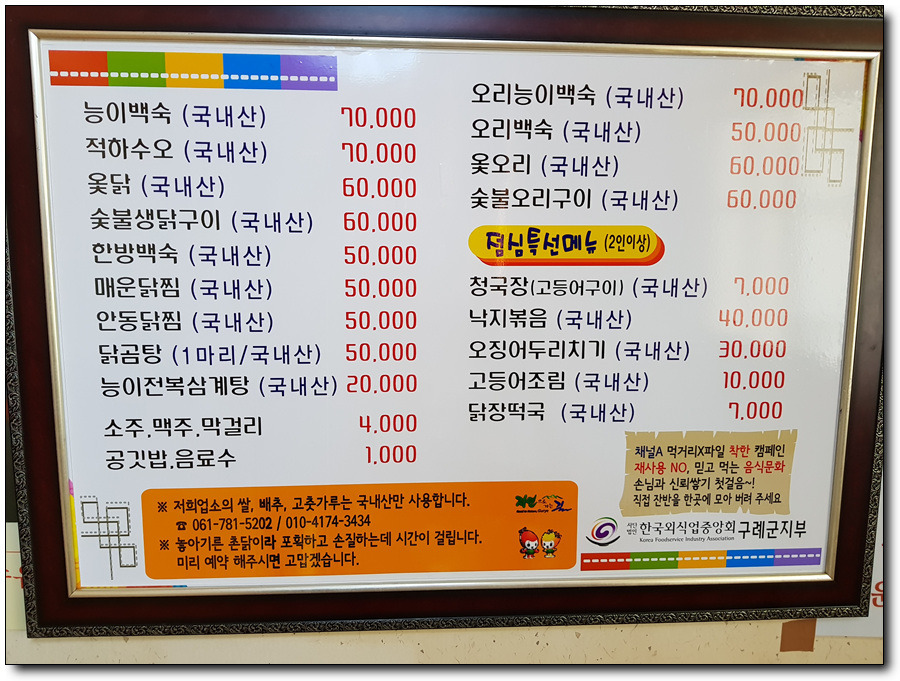 능이백숙 (국내산) 70,000
적하수오 (국내산) 70,000
옻닭 (국내산) 60,000
숯불생닭구이 (국내산) 60,000
한방백숙 (국내산) 50,000
매운닭찜 (국내산) 50,000
안동닭찜 (국내산) 50,000
닭곰탕 (1마리/국내산) 50,000
능이전복삼계탕 (국내산) 20,000
소주.맥주.막걸리 4,000
공깃밥.음료수 1,000
※ 저희업소의 쌀, 배추, 고춧가루는 국내산만 사용합니다.
☎ 061-781-5202 / 010-4174-3434
※ 놓아기른 촌닭이라 포획하고 손질하는데 시간이 걸립니다.
미리 예약 해주시면 고맙겠습니다.
오리능이백숙 (국내산) 70,000
오리백숙 (국내산) 50,000
옻오리 (국내산) 60,000
숯불오리구이 (국내산) 60,000
점심특선메뉴 (2인이상)
청국장(고등어구이) (국내산) 7,000
낙지볶음 (국내산) 40,000
오징어두리치기 (국내산) 30,000
고등어조림 (국내산) 10,000
닭장떡국 (국내산) 7,000
채널A 먹거리X파일 착한 캠페인
재사용 NO, 믿고 먹는 음식문화
손님과 신뢰쌓기 첫걸음~!
직접 잔반을 한곳에 모아 버려 주세요
사단법인 한국외식업중앙회 구례군지부
Korea Foodservice Industry Association